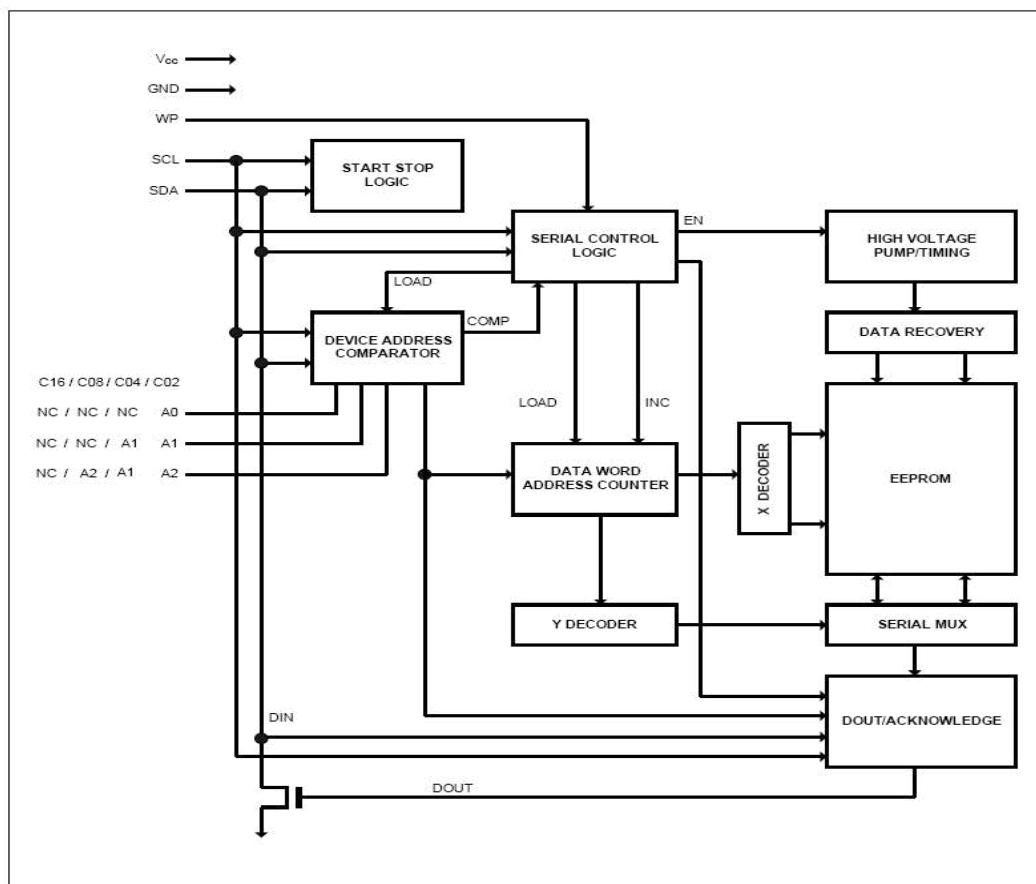 Vcc
GND
WP
SCL
SDA
START STOP
LOGIC
EN
SERIAL CONTROL
LOGIC
HIGH VOLTAGE
PUMP/TIMING
LOAD
COMP
DEVICE ADDRESS
COMPARATOR
DATA RECOVERY
C16 / C08 / C04 / C02
NC / NC / NC A0
NC / NC / A1 A1
NC / A2 / A1 A2
LOAD
INC
DATA WORD
ADDRESS COUNTER
X DECODER
EEPROM
Y DECODER
SERIAL MUX
DIN
DOUT/ACKNOWLEDGE
DOUT